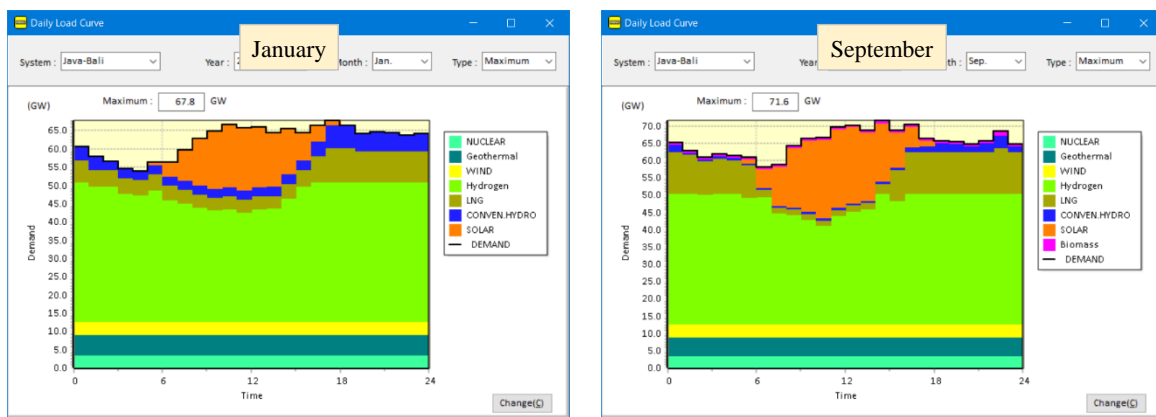 Daily Load Curve
January
System : Java-Bali Year : 2 Month : Jan. Type : Maximum
(GW) Maximum : 67.8 GW
65.0
60.0
55.0
50.0
45.0
40.0
35.0
30.0
25.0
20.0
15.0
10.0
5.0
0.0
Demand
0 6 12 18 24
Time
NUCLEAR
Geothermal
WIND
Hydrogen
LNG
CONVEN.HYDRO
SOLAR
DEMAND
Change(C)
Daily Load Curve
September
System : Java-Bali Year th : Sep. Type : Maximum
(GW) Maximum : 71.6 GW
70.0
65.0
60.0
55.0
50.0
45.0
40.0
35.0
30.0
25.0
20.0
15.0
10.0
5.0
0.0
Demand
0 6 12 18 24
Time
NUCLEAR
Geothermal
WIND
Hydrogen
LNG
CONVEN.HYDRO
SOLAR
Biomass
DEMAND
Change(C)